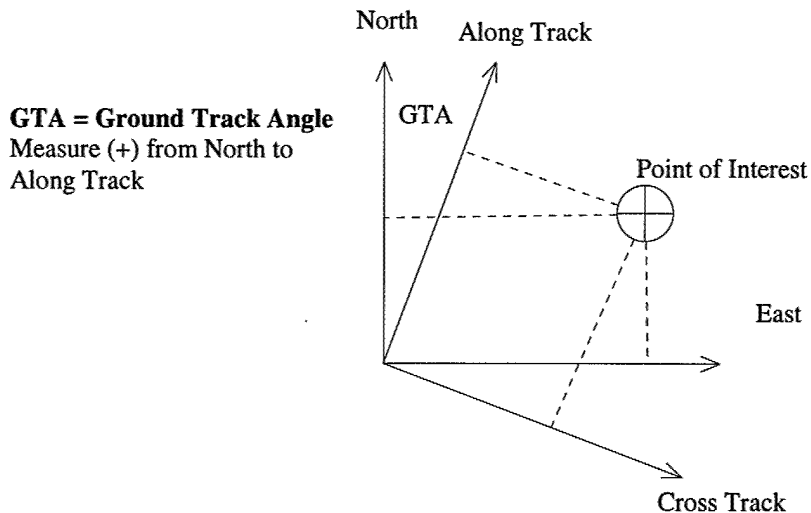 North
Along Track
GTA = Ground Track Angle
Measure (+) from North to
Along Track
GTA
Point of Interest
East
Cross Track